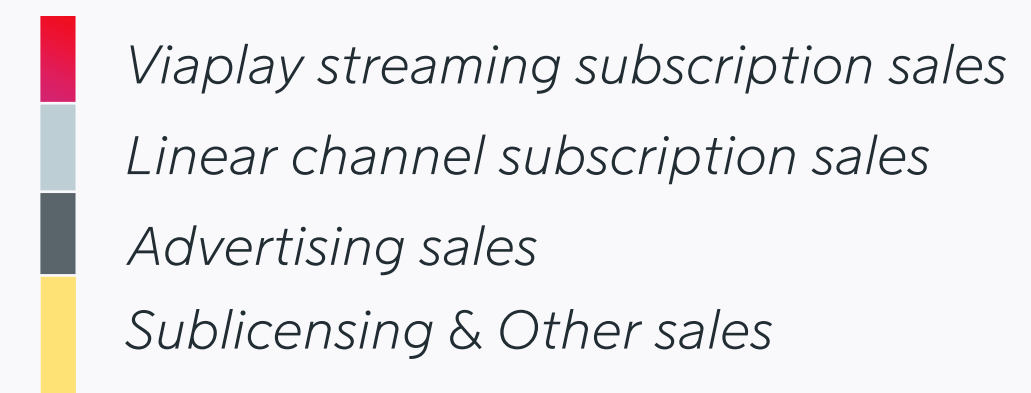 Viaplay streaming subscription sales
Linear channel subscription sales
Advertising sales
Sublicensing & Other sales